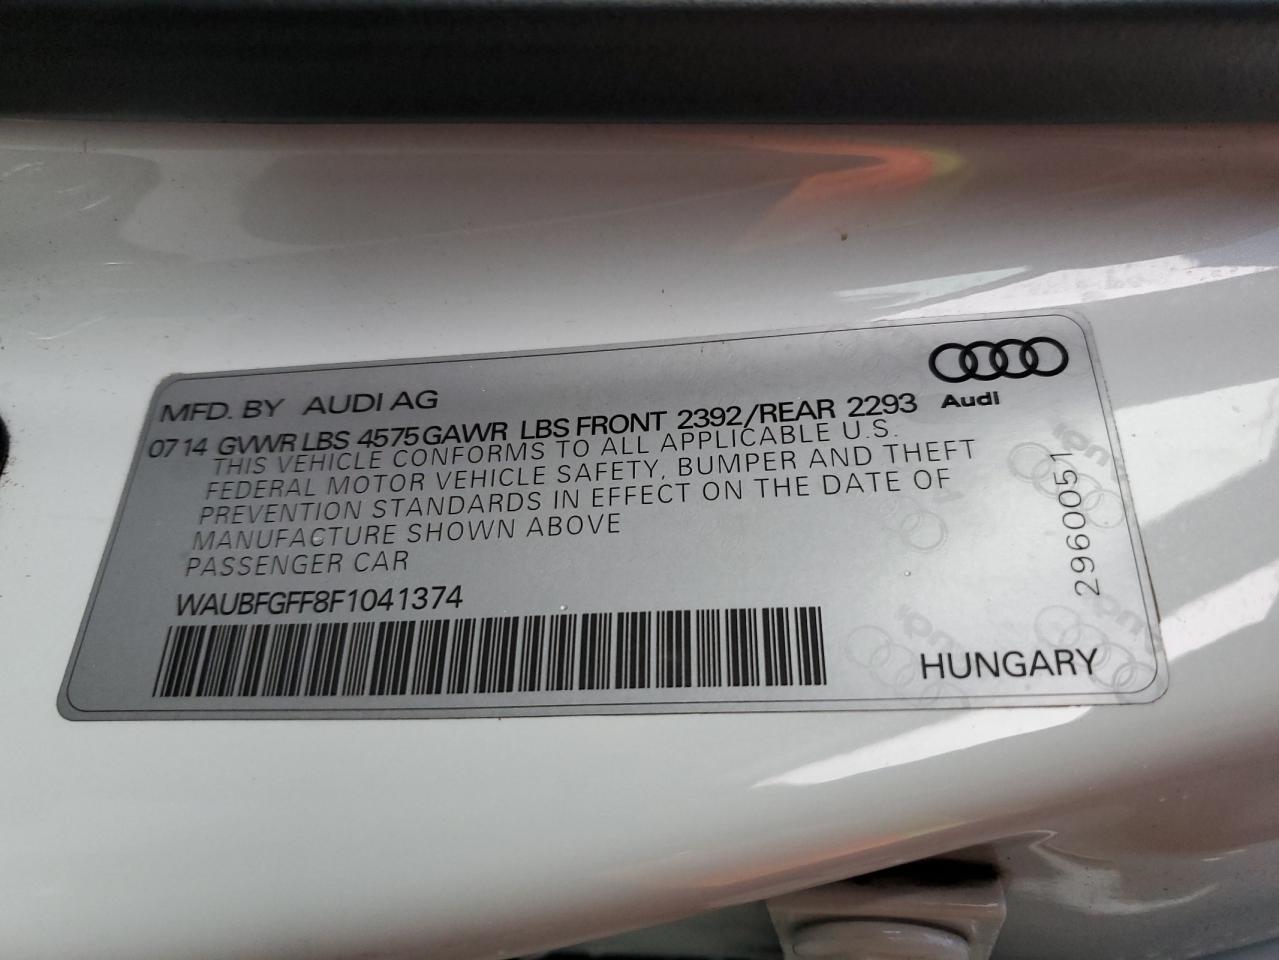 MFD. BY AUDI AG
07 14 GVWR LBS 4575 GAWR LBS FRONT 2392/REAR 2293
Audi
THIS VEHICLE CONFORMS TO ALL APPLICABLE U.S.
FEDERAL MOTOR VEHICLE SAFETY, BUMPER AND THEFT
PREVENTION STANDARDS IN EFFECT ON THE DATE OF
MANUFACTURE SHOWN ABOVE
PASSENGER CAR
WAUBFGFF8F1041374
2960051
HUNGARY